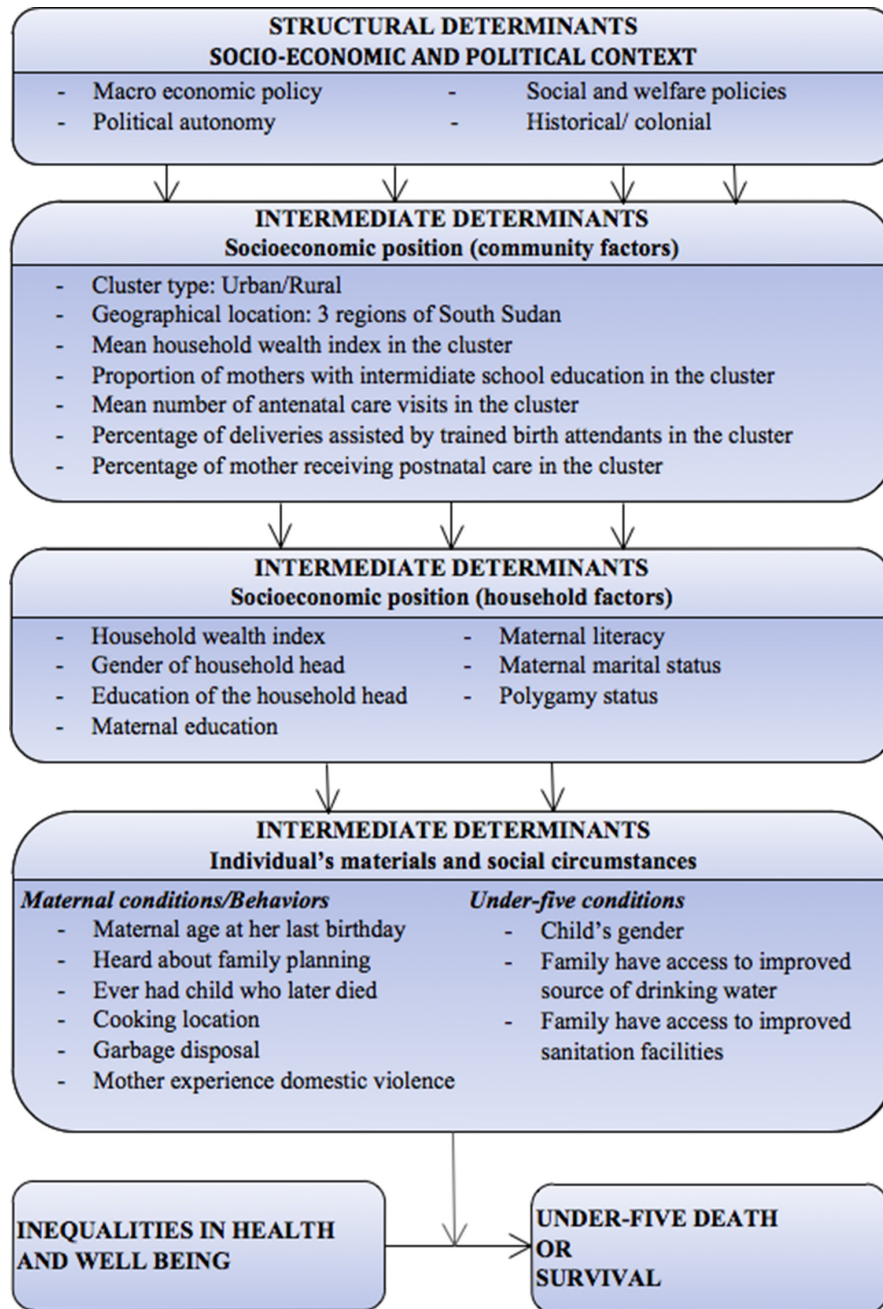 STRUCTURAL DETERMINANTS
SOCIO-ECONOMIC AND POLITICAL CONTEXT
- Macro economic policy
- Political autonomy
- Social and welfare policies
- Historical/ colonial
INTERMEDIATE DETERMINANTS
Socioeconomic position (community factors)
- Cluster type: Urban/Rural
- Geographical location: 3 regions of South Sudan
- Mean household wealth index in the cluster
- Proportion of mothers with intermidiate school education in the cluster
- Mean number of antenatal care visits in the cluster
- Percentage of deliveries assisted by trained birth attendants in the cluster
- Percentage of mother receiving postnatal care in the cluster
INTERMEDIATE DETERMINANTS
Socioeconomic position (household factors)
- Household wealth index
- Gender of household head
- Education of the household head
- Maternal education
- Maternal literacy
- Maternal marital status
- Polygamy status
INTERMEDIATE DETERMINANTS
Individual's materials and social circumstances
Maternal conditions/Behaviors
- Maternal age at her last birthday
- Heard about family planning
- Ever had child who later died
- Cooking location
- Garbage disposal
- Mother experience domestic violence
Under-five conditions
- Child's gender
- Family have access to improved
source of drinking water
- Family have access to improved
sanitation facilities
INEQUALITIES IN HEALTH
AND WELL BEING
UNDER-FIVE DEATH
OR
SURVIVAL